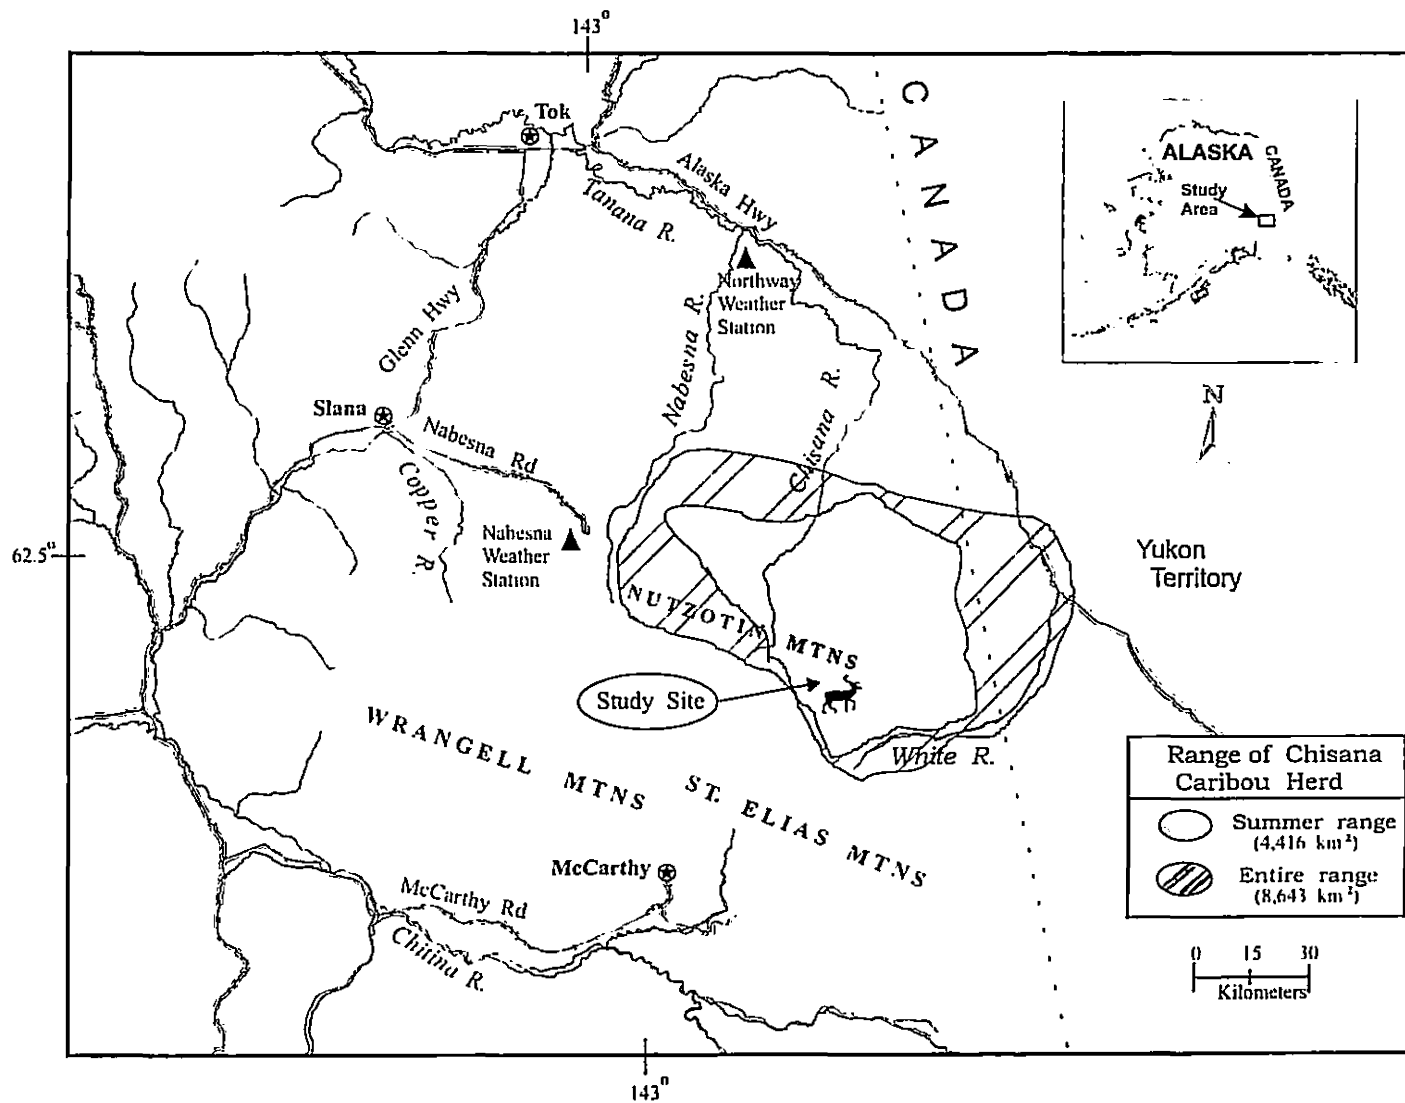 143°
Tok
CANADA
Alaska Hwy
Tanana R.
ALASKA
CANADA
Study
Area
Northway
Weather
Station
Glenn Hwy
Nabesna R.
Chisana R.
N
Slana
Nabesna Rd
Copper R.
Nabesna
Weather
Station
62.5°
Yukon
Territory
NUTZOTIN MTNS
Study Site
WRANGELL MTNS
White R.
ST. ELIAS MTNS
Range of Chisana
Caribou Herd
Summer range
(4,416 km²)
Entire range
(8,643 km²)
McCarthy
McCarthy Rd
Chitina R.
0 15 30
Kilometers
143°